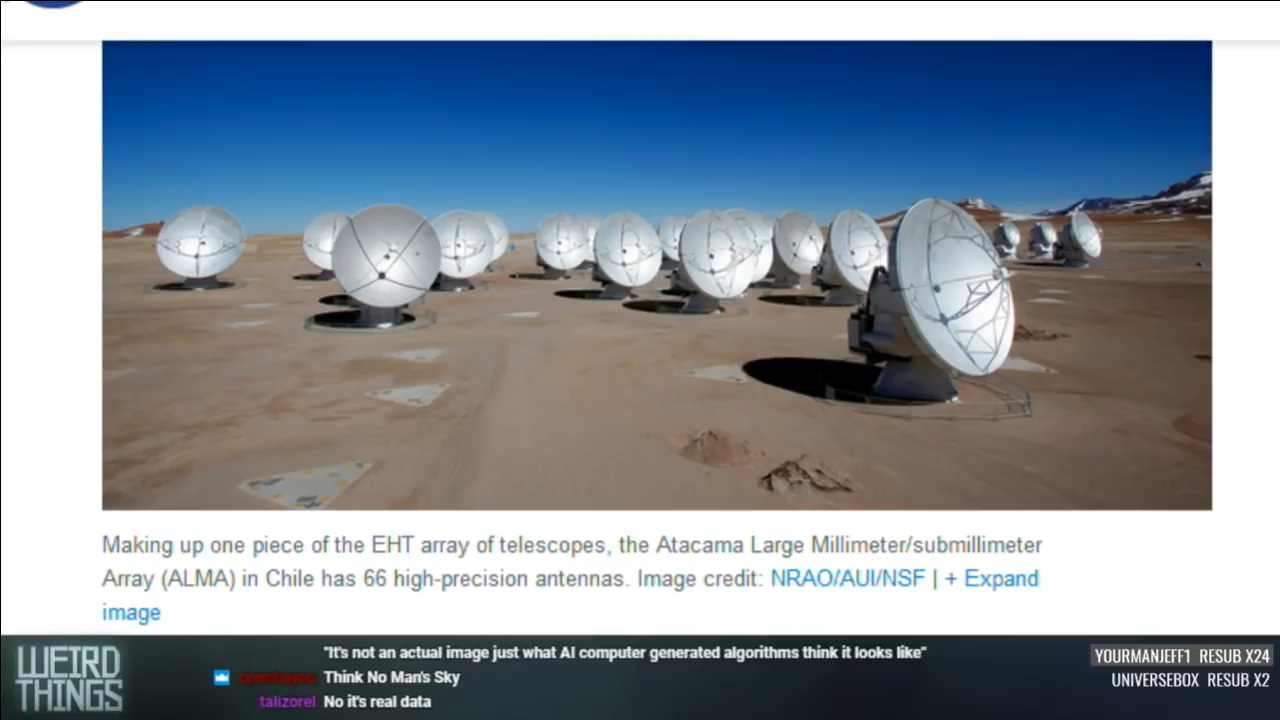 Making up one piece of the EHT array of telescopes, the Atacama Large Millimeter/submillimeter
Array (ALMA) in Chile has 66 high-precision antennas. Image credit: NRAO/AUI/NSF | + Expand
image
WEIRD
THINGS
"It's not an actual image just what AI computer generated algorithms think it looks like"
Think No Man's Sky
talizorel No it's real data
YOURMANJEFF1 RESUB X24
UNIVERSEBOX RESUB X2